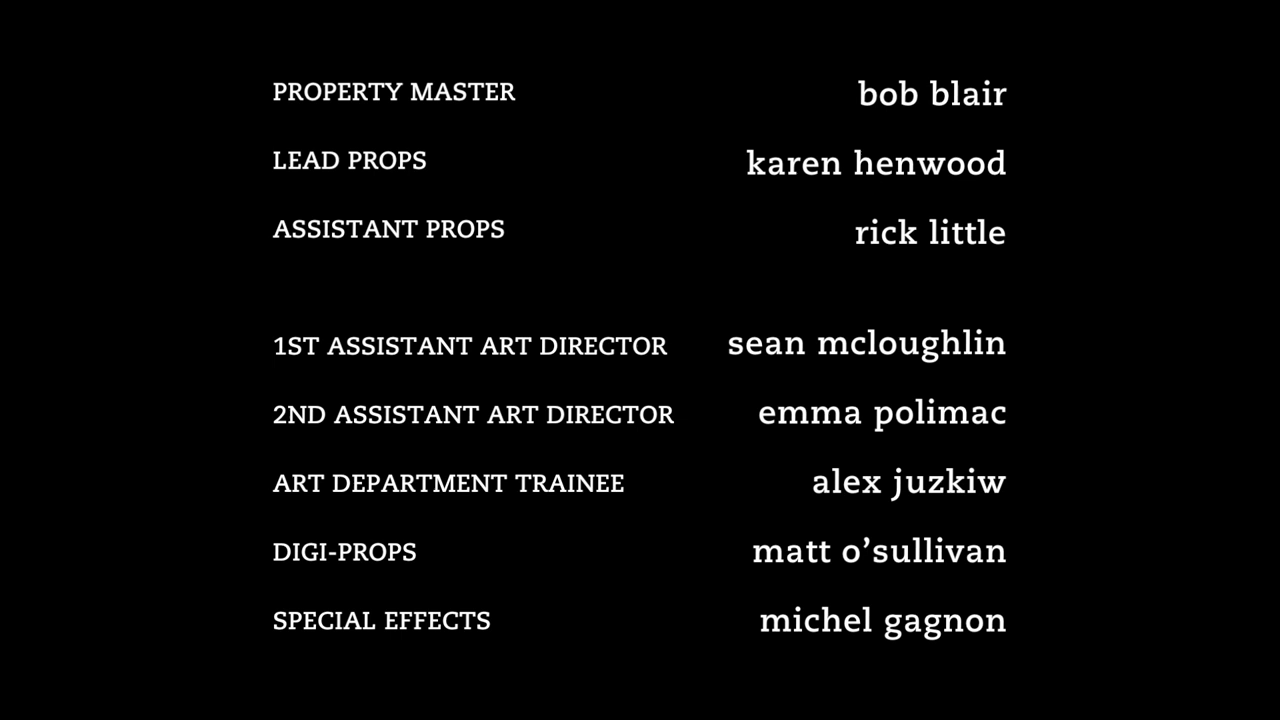 PROPERTY MASTER bob blair
LEAD PROPS karen henwood
ASSISTANT PROPS rick little
1ST ASSISTANT ART DIRECTOR sean mcloughlin
2ND ASSISTANT ART DIRECTOR emma polimac
ART DEPARTMENT TRAINEE alex juzkiw
DIGI-PROPS matt o’sullivan
SPECIAL EFFECTS michel gagnon